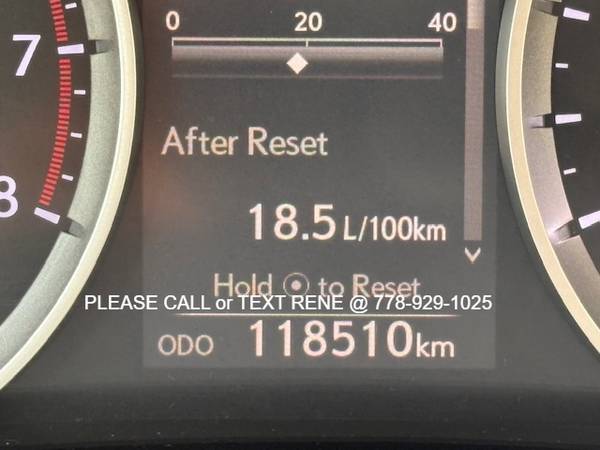 0 20 40
7
After Reset
8
18.5 L/100km
Hold to Reset
PLEASE CALL or TEXT RENE @ 778-929-1025
ODO 118510km